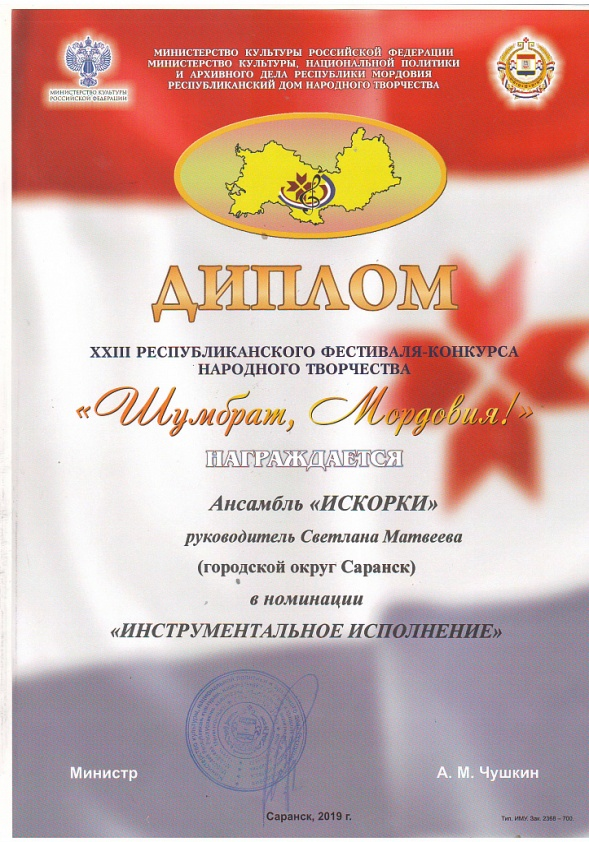 МИНИСТЕРСТВО КУЛЬТУРЫ РОССИЙСКОЙ ФЕДЕРАЦИИ
МИНИСТЕРСТВО КУЛЬТУРЫ, НАЦИОНАЛЬНОЙ ПОЛИТИКИ
И АРХИВНОГО ДЕЛА РЕСПУБЛИКИ МОРДОВИЯ
РЕСПУБЛИКАНСКИЙ ДОМ НАРОДНОГО ТВОРЧЕСТВА
МИНИСТЕРСТВО КУЛЬТУРЫ
РОССИЙСКОЙ ФЕДЕРАЦИИ
ДИПЛОМ
XXIII РЕСПУБЛИКАНСКОГО ФЕСТИВАЛЯ-КОНКУРСА
НАРОДНОГО ТВОРЧЕСТВА
«Шумбрат, Мордовия!»
НАГРАЖДАЕТСЯ
Ансамбль «ИСКОРКИ»
руководитель Светлана Матвеева
(городской округ Саранск)
в номинации
«ИНСТРУМЕНТАЛЬНОЕ ИСПОЛНЕНИЕ»
Министр А. М. Чушкин
Саранск, 2019 г.
Тип. ИМУ. Зак. 2368 – 700.